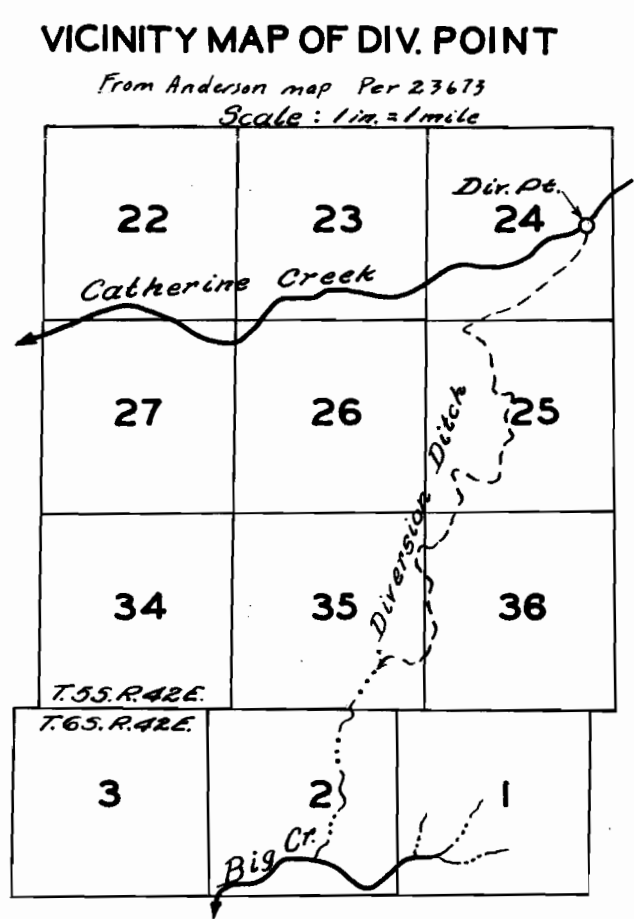 VICINITY MAP OF DIV. POINT
From Anderson map Per 23673
Scale : 1 in. = 1 mile
22
23
24
Div. Pt.
Catherine Creek
27
26
25
Diversion Ditch
34
35
36
T.5S.R.42E.
T.6S.R.42E.
3
2
1
Big Cr.